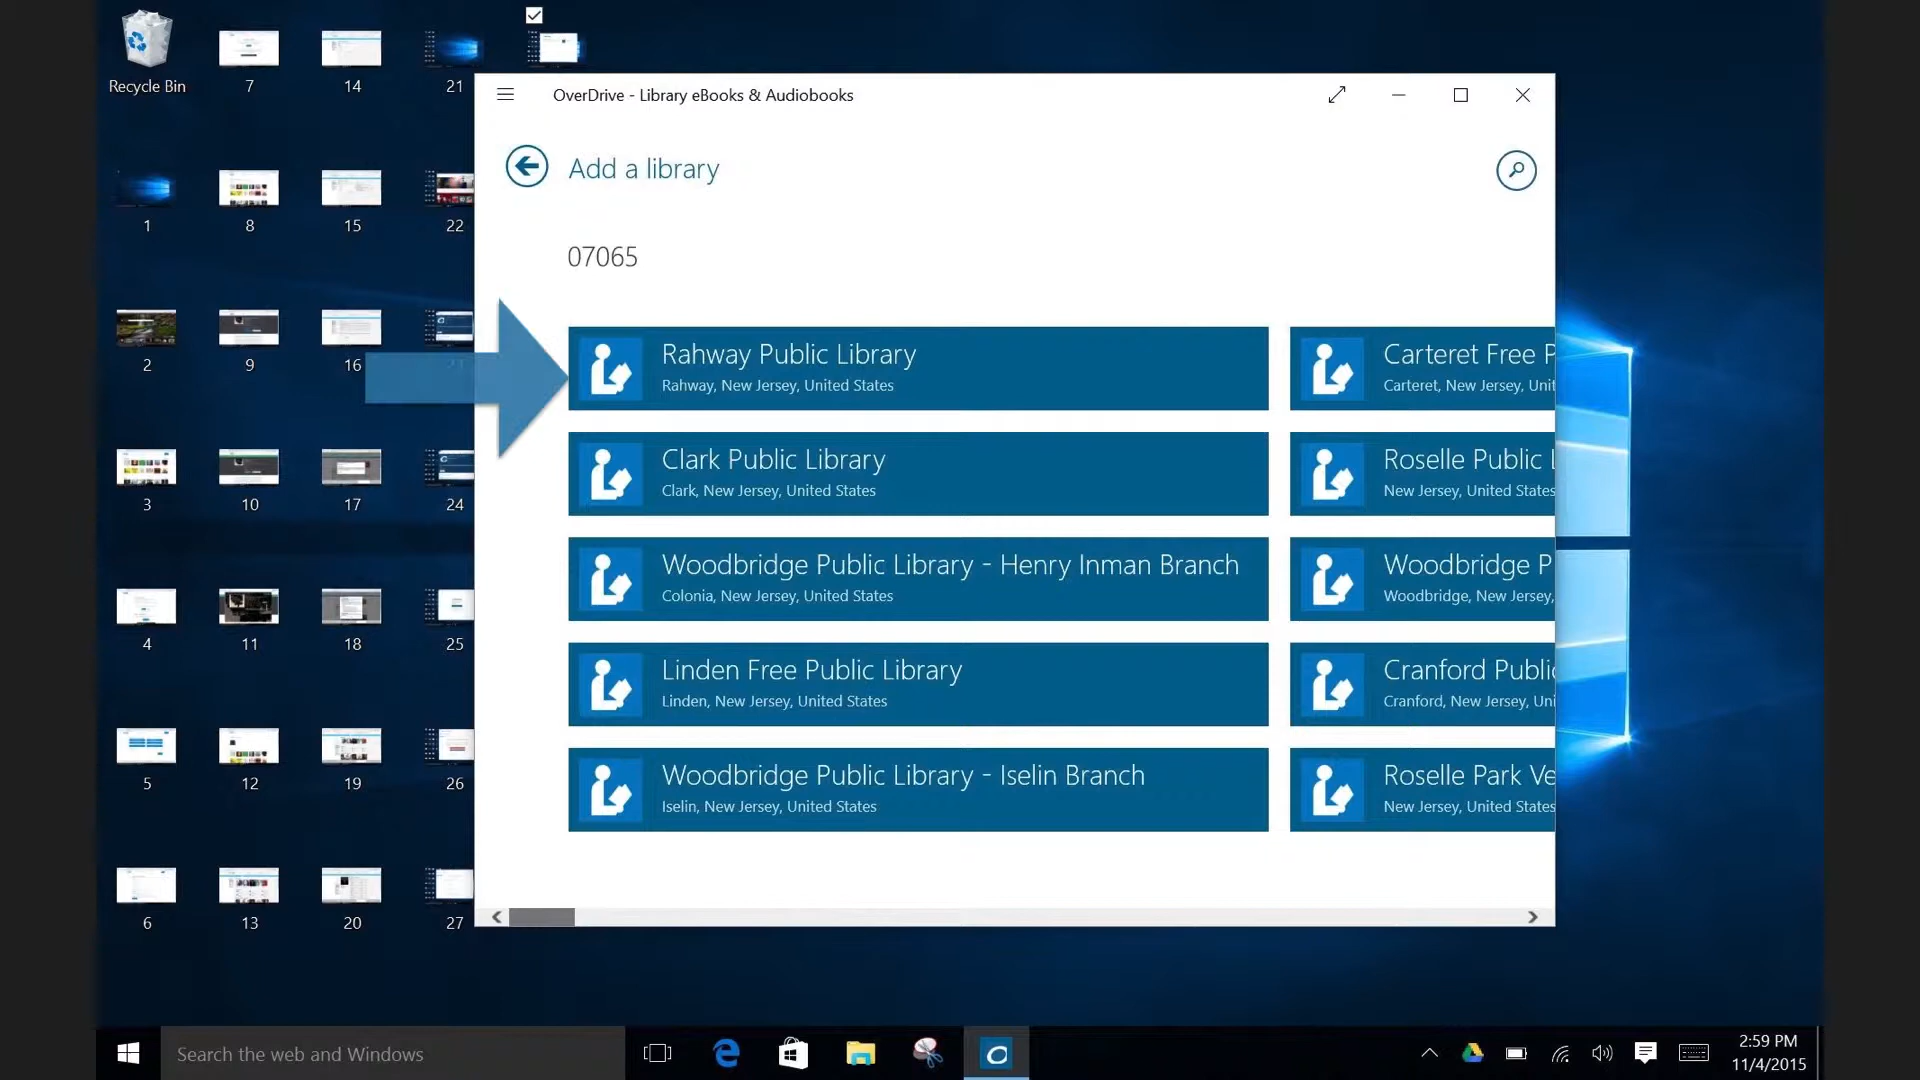 Recycle Bin
7
14
21
1
8
15
22
2
9
16
3
10
17
24
4
11
18
25
5
12
19
26
6
13
20
27
OverDrive - Library eBooks & Audiobooks
Add a library
07065
Rahway Public Library
Rahway, New Jersey, United States
Clark Public Library
Clark, New Jersey, United States
Woodbridge Public Library - Henry Inman Branch
Colonia, New Jersey, United States
Linden Free Public Library
Linden, New Jersey, United States
Woodbridge Public Library - Iselin Branch
Iselin, New Jersey, United States
Carteret Free P
Carteret, New Jersey, Unit
Roselle Public L
New Jersey, United States
Woodbridge P
Woodbridge, New Jersey,
Cranford Public
Cranford, New Jersey, Uni
Roselle Park Ve
New Jersey, United States
Search the web and Windows
2:59 PM
11/4/2015